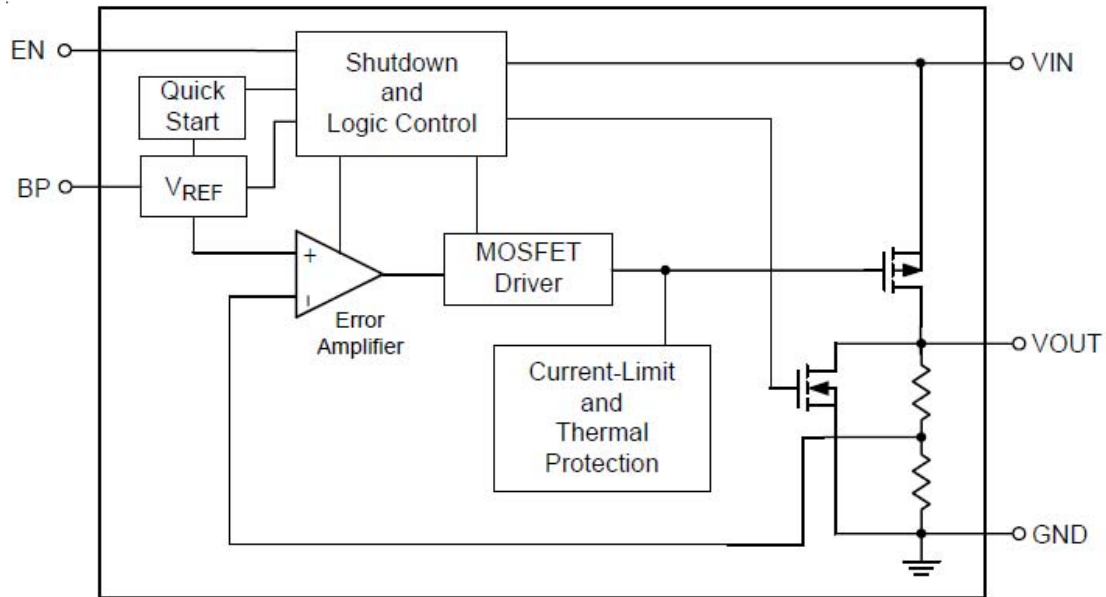 EN
Shutdown
and
Logic Control
VIN
Quick
Start
BP
VREF
+
MOSFET
Driver
Error
Amplifier
VOUT
Current-Limit
and
Thermal
Protection
GND